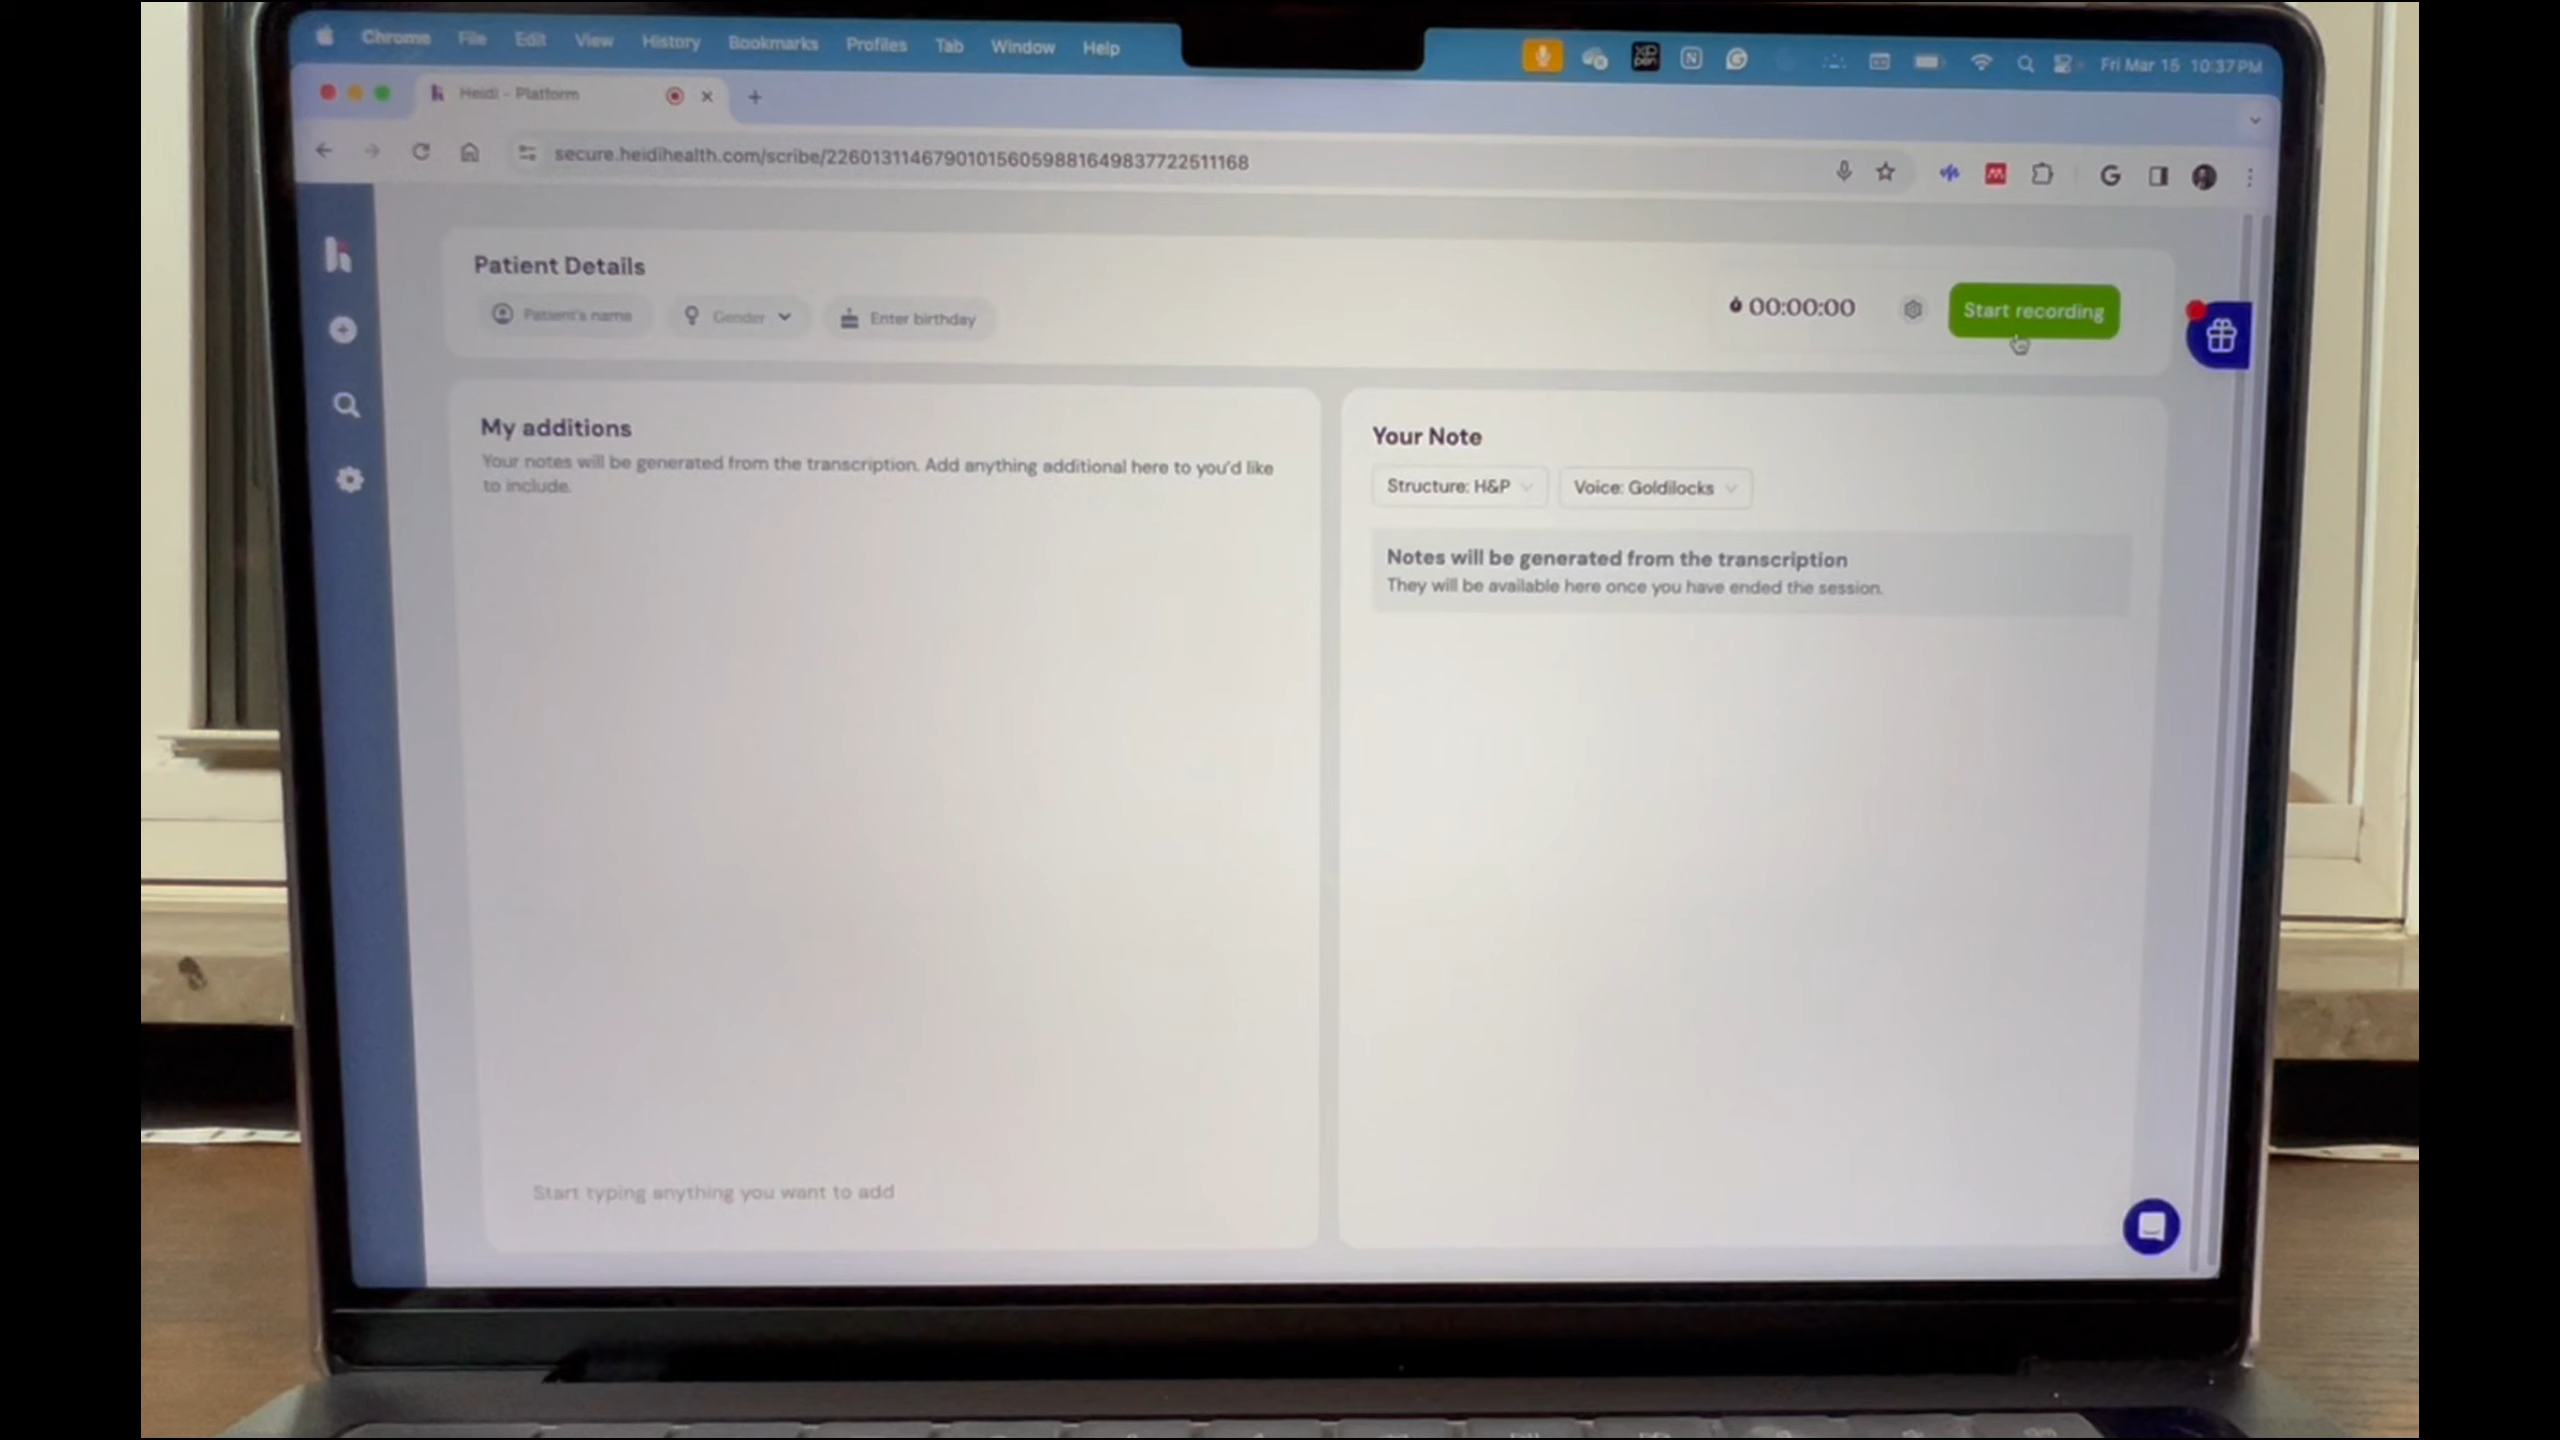 Chrome File Edit View History Bookmarks Profiles Tab Window Help
Fri Mar 15 10:37 PM
Heidi - Platform
secure.heidihealth.com/scribe/226013114679010156059881649837722511168
Patient Details
Patient's name
Gender
Enter birthday
00:00:00
Start recording
My additions
Your notes will be generated from the transcription. Add anything additional here to you'd like
to include.
Your Note
Structure: H&P
Voice: Goldilocks
Notes will be generated from the transcription
They will be available here once you have ended the session.
Start typing anything you want to add